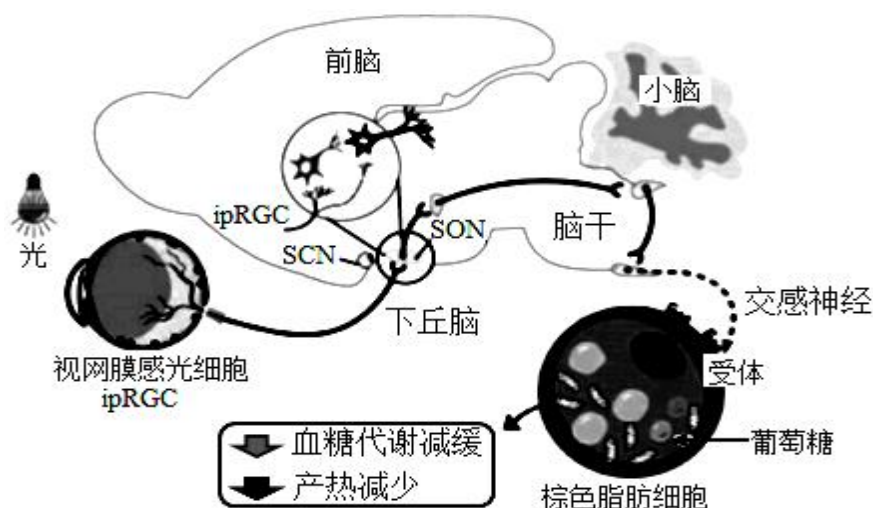 前脑
小脑
光
ipRGC
SCN
SON
脑干
下丘脑
交感神经
视网膜感光细胞
ipRGC
受体
葡萄糖
血糖代谢减缓
产热减少
棕色脂肪细胞